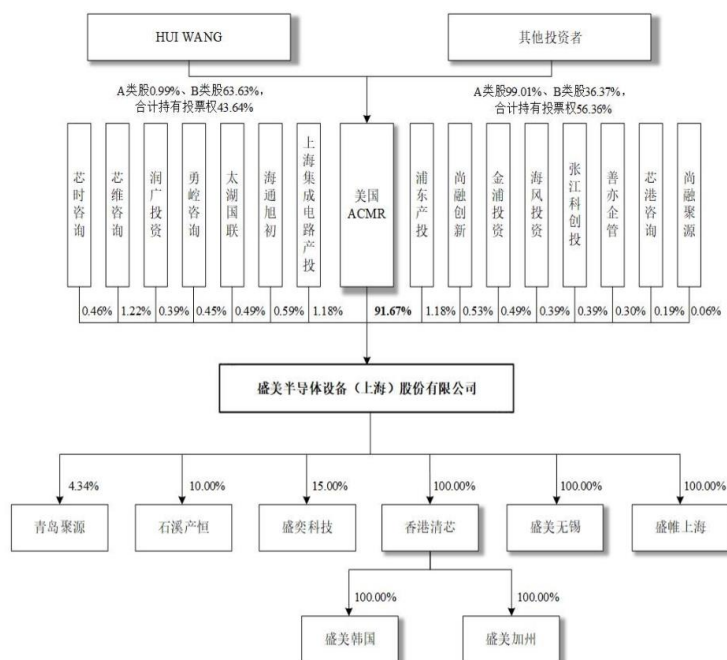 HUI WANG
其他投资者
A类股0.99%、B类股63.63%，
合计持有投票权43.64%
A类股99.01%、B类股36.37%，
合计持有投票权56.36%
芯时咨询
芯维咨询
润广投资
勇崆咨询
太湖国联
海通旭初
上海集成电路产投
美国
ACMR
浦东产投
尚融创新
金浦投资
海风投资
张江科创投
善亦企管
芯港咨询
尚融聚源
0.46%
1.22%
0.39%
0.45%
0.49%
0.59%
1.18%
91.67%
1.18%
0.53%
0.49%
0.39%
0.39%
0.30%
0.19%
0.06%
盛美半导体设备（上海）股份有限公司
4.34%
10.00%
15.00%
100.00%
100.00%
100.00%
青岛聚源
石溪产恒
盛奕科技
香港清芯
盛美无锡
盛帷上海
100.00%
100.00%
盛美韩国
盛美加州